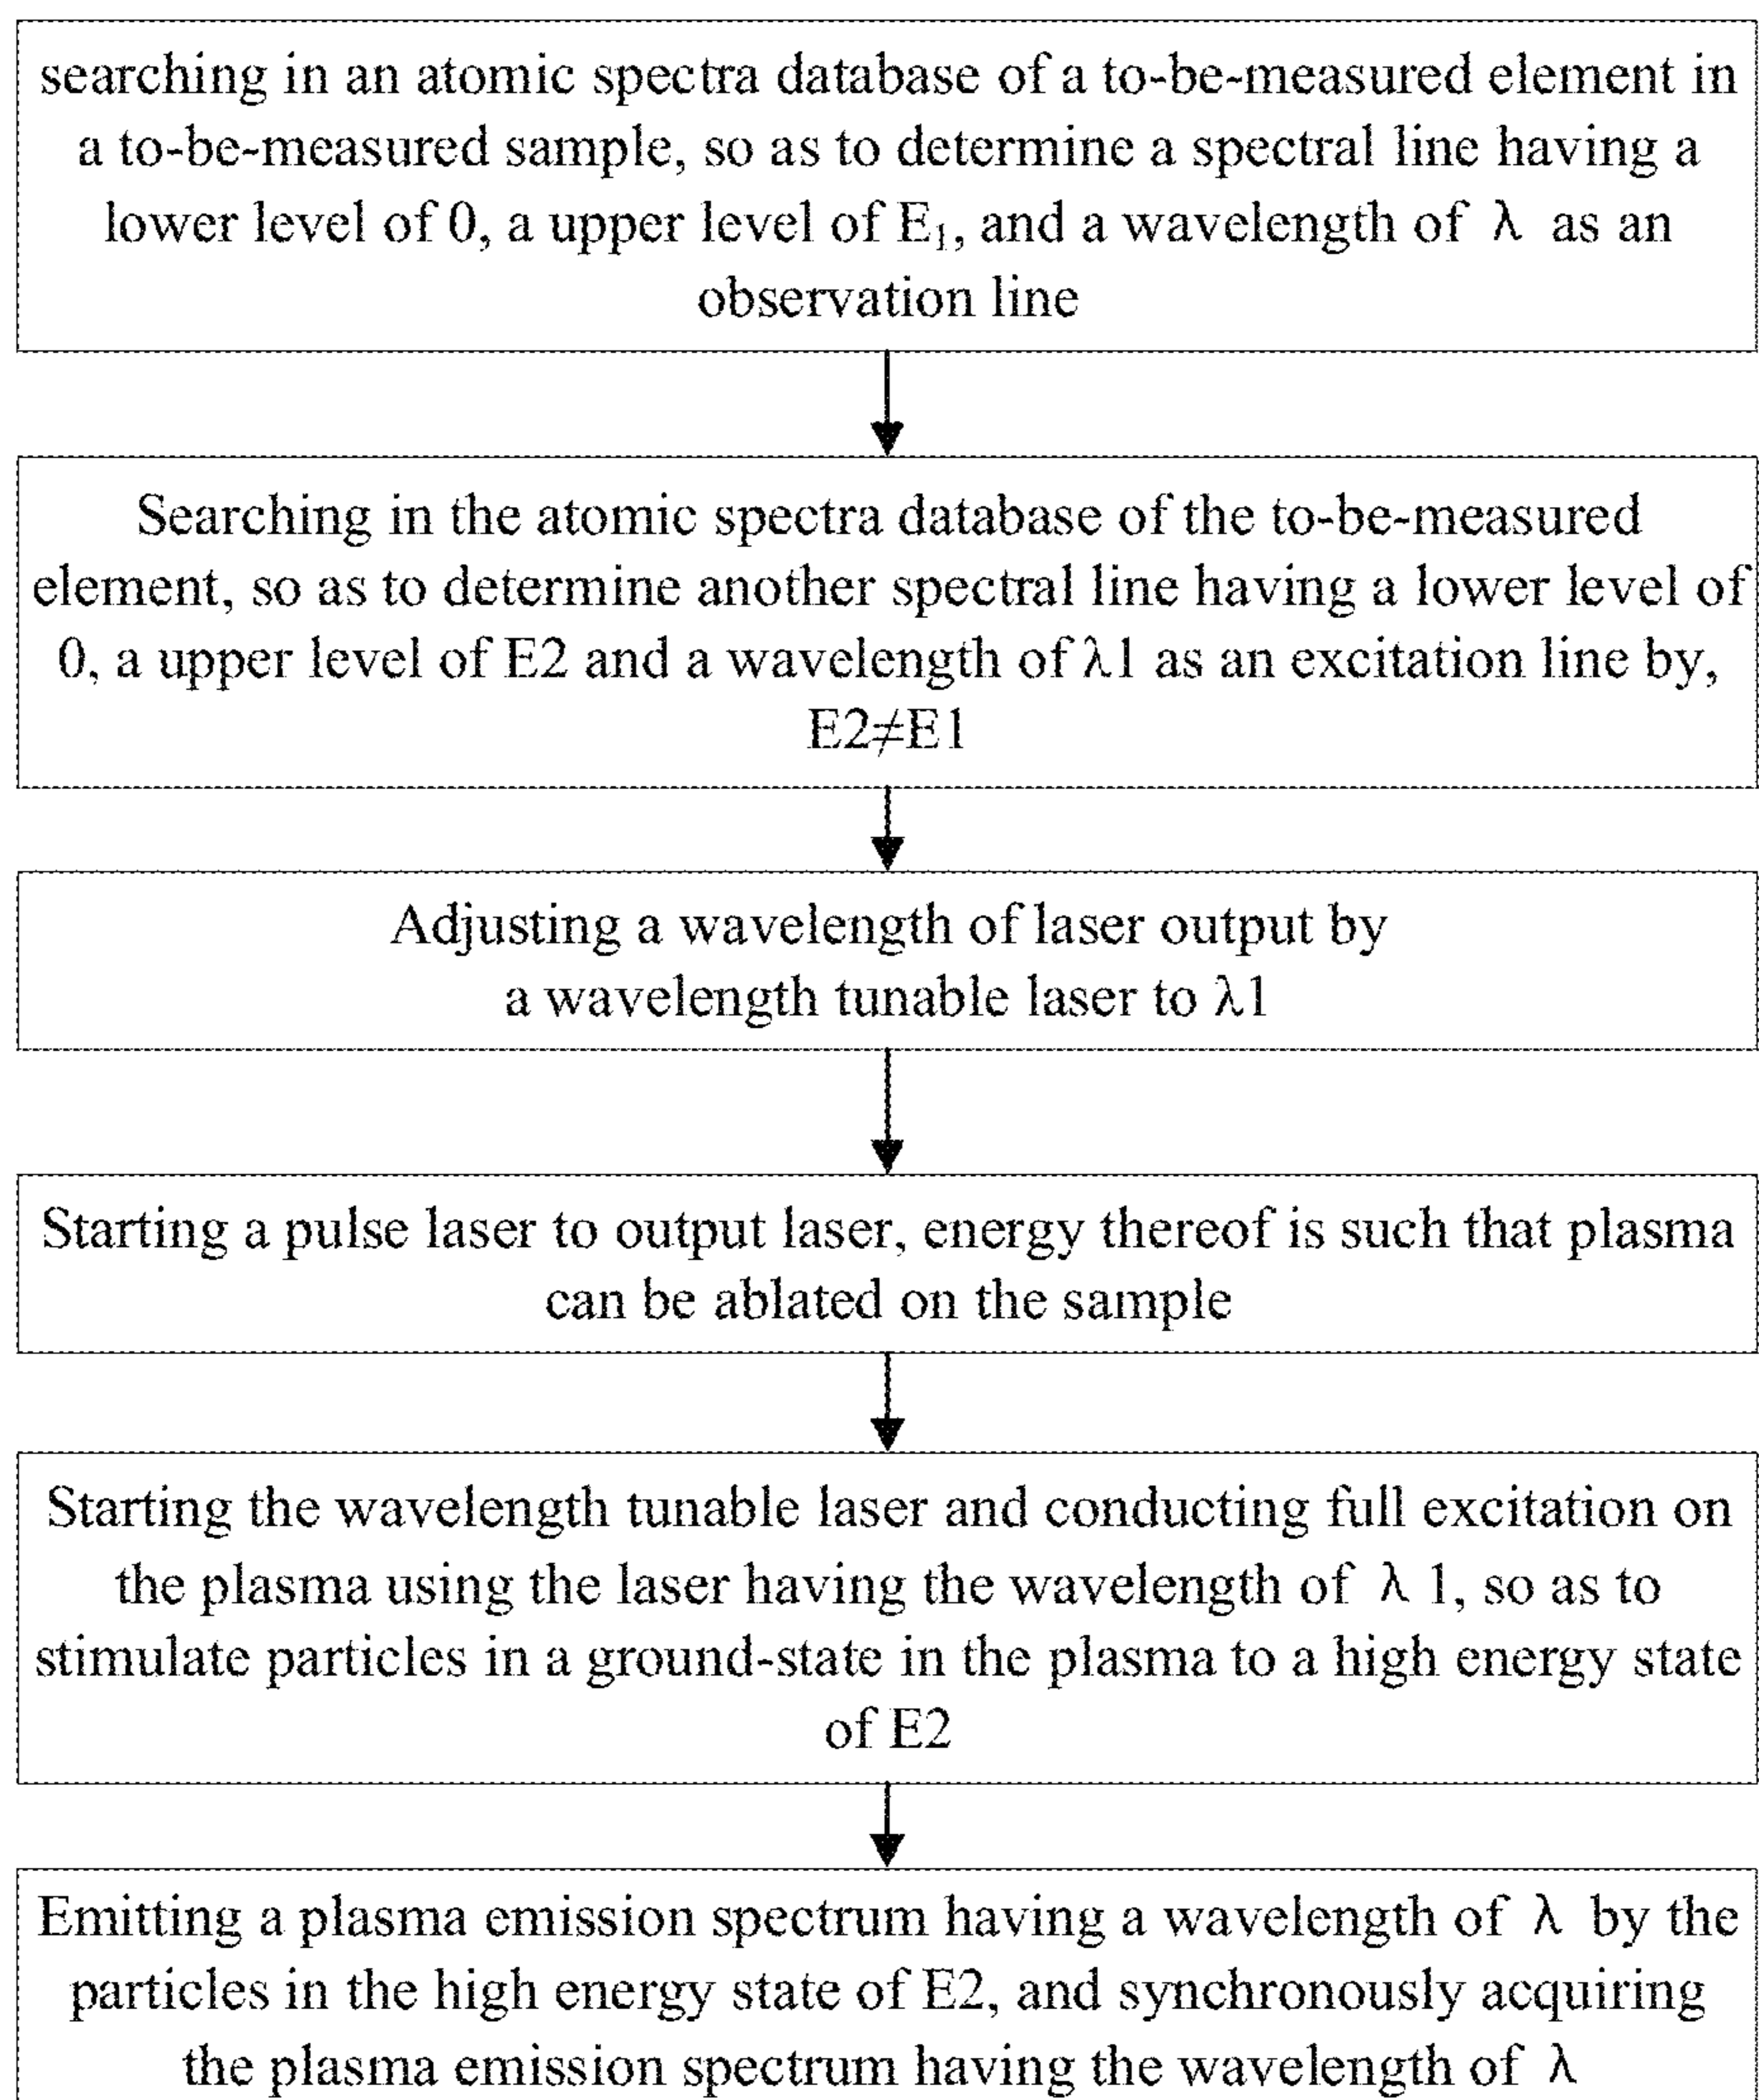 searching in an atomic spectra database of a to-be-measured element in
a to-be-measured sample, so as to determine a spectral line having a
lower level of 0, a upper level of E₁, and a wavelength of λ as an
observation line
Searching in the atomic spectra database of the to-be-measured
element, so as to determine another spectral line having a lower level of
0, a upper level of E2 and a wavelength of λ1 as an excitation line by,
E2≠E1
Adjusting a wavelength of laser output by
a wavelength tunable laser to λ1
Starting a pulse laser to output laser, energy thereof is such that plasma
can be ablated on the sample
Starting the wavelength tunable laser and conducting full excitation on
the plasma using the laser having the wavelength of λ 1, so as to
stimulate particles in a ground-state in the plasma to a high energy state
of E2
Emitting a plasma emission spectrum having a wavelength of λ by the
particles in the high energy state of E2, and synchronously acquiring
the plasma emission spectrum having the wavelength of λ